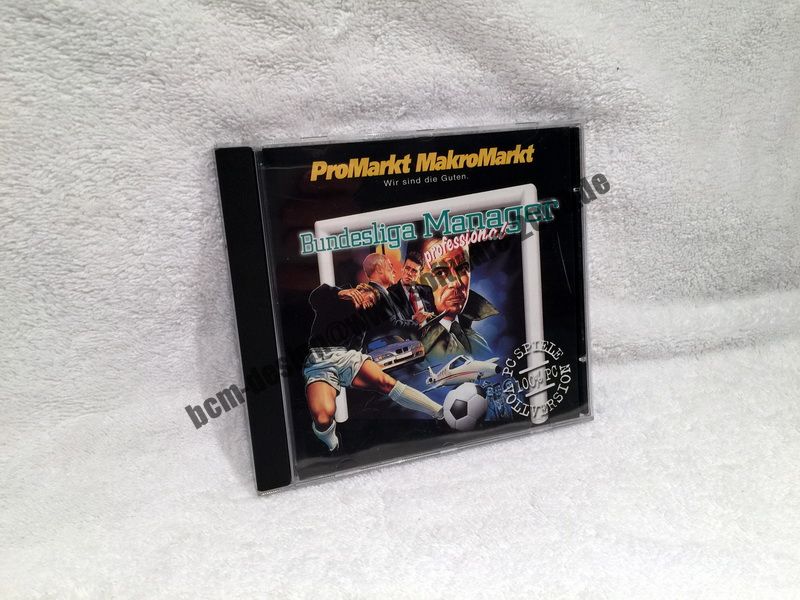 ProMarkt MakroMarkt
Wir sind die Guten.
Bundesliga Manager
professional
PC SPIELE
100% PC
VOLLVERSION